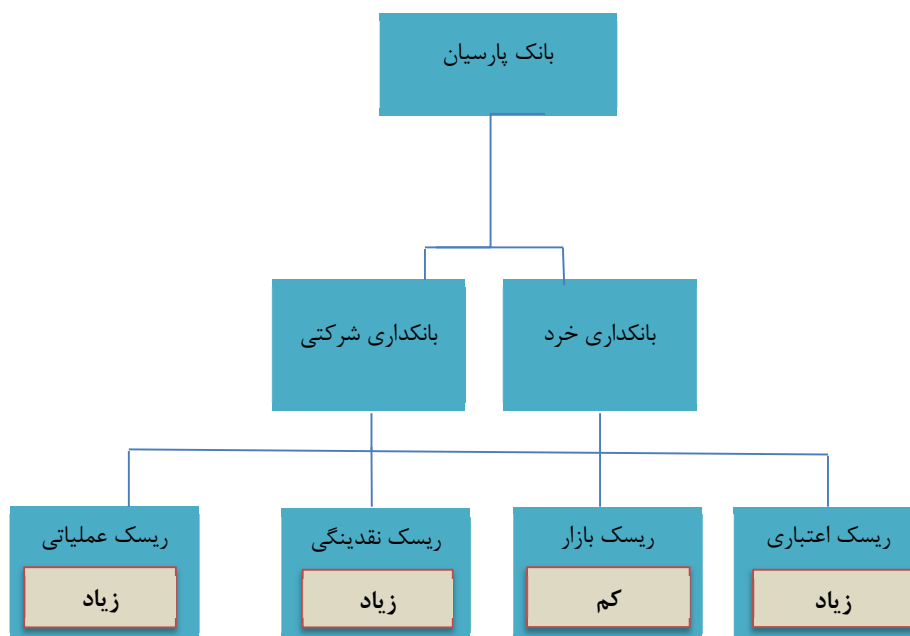 بانک پارسیان
بانکداری خرد
بانکداری شرکتی
ریسک اعتباری
زیاد
ریسک بازار
کم
ریسک نقدینگی
زیاد
ریسک عملیاتی
زیاد